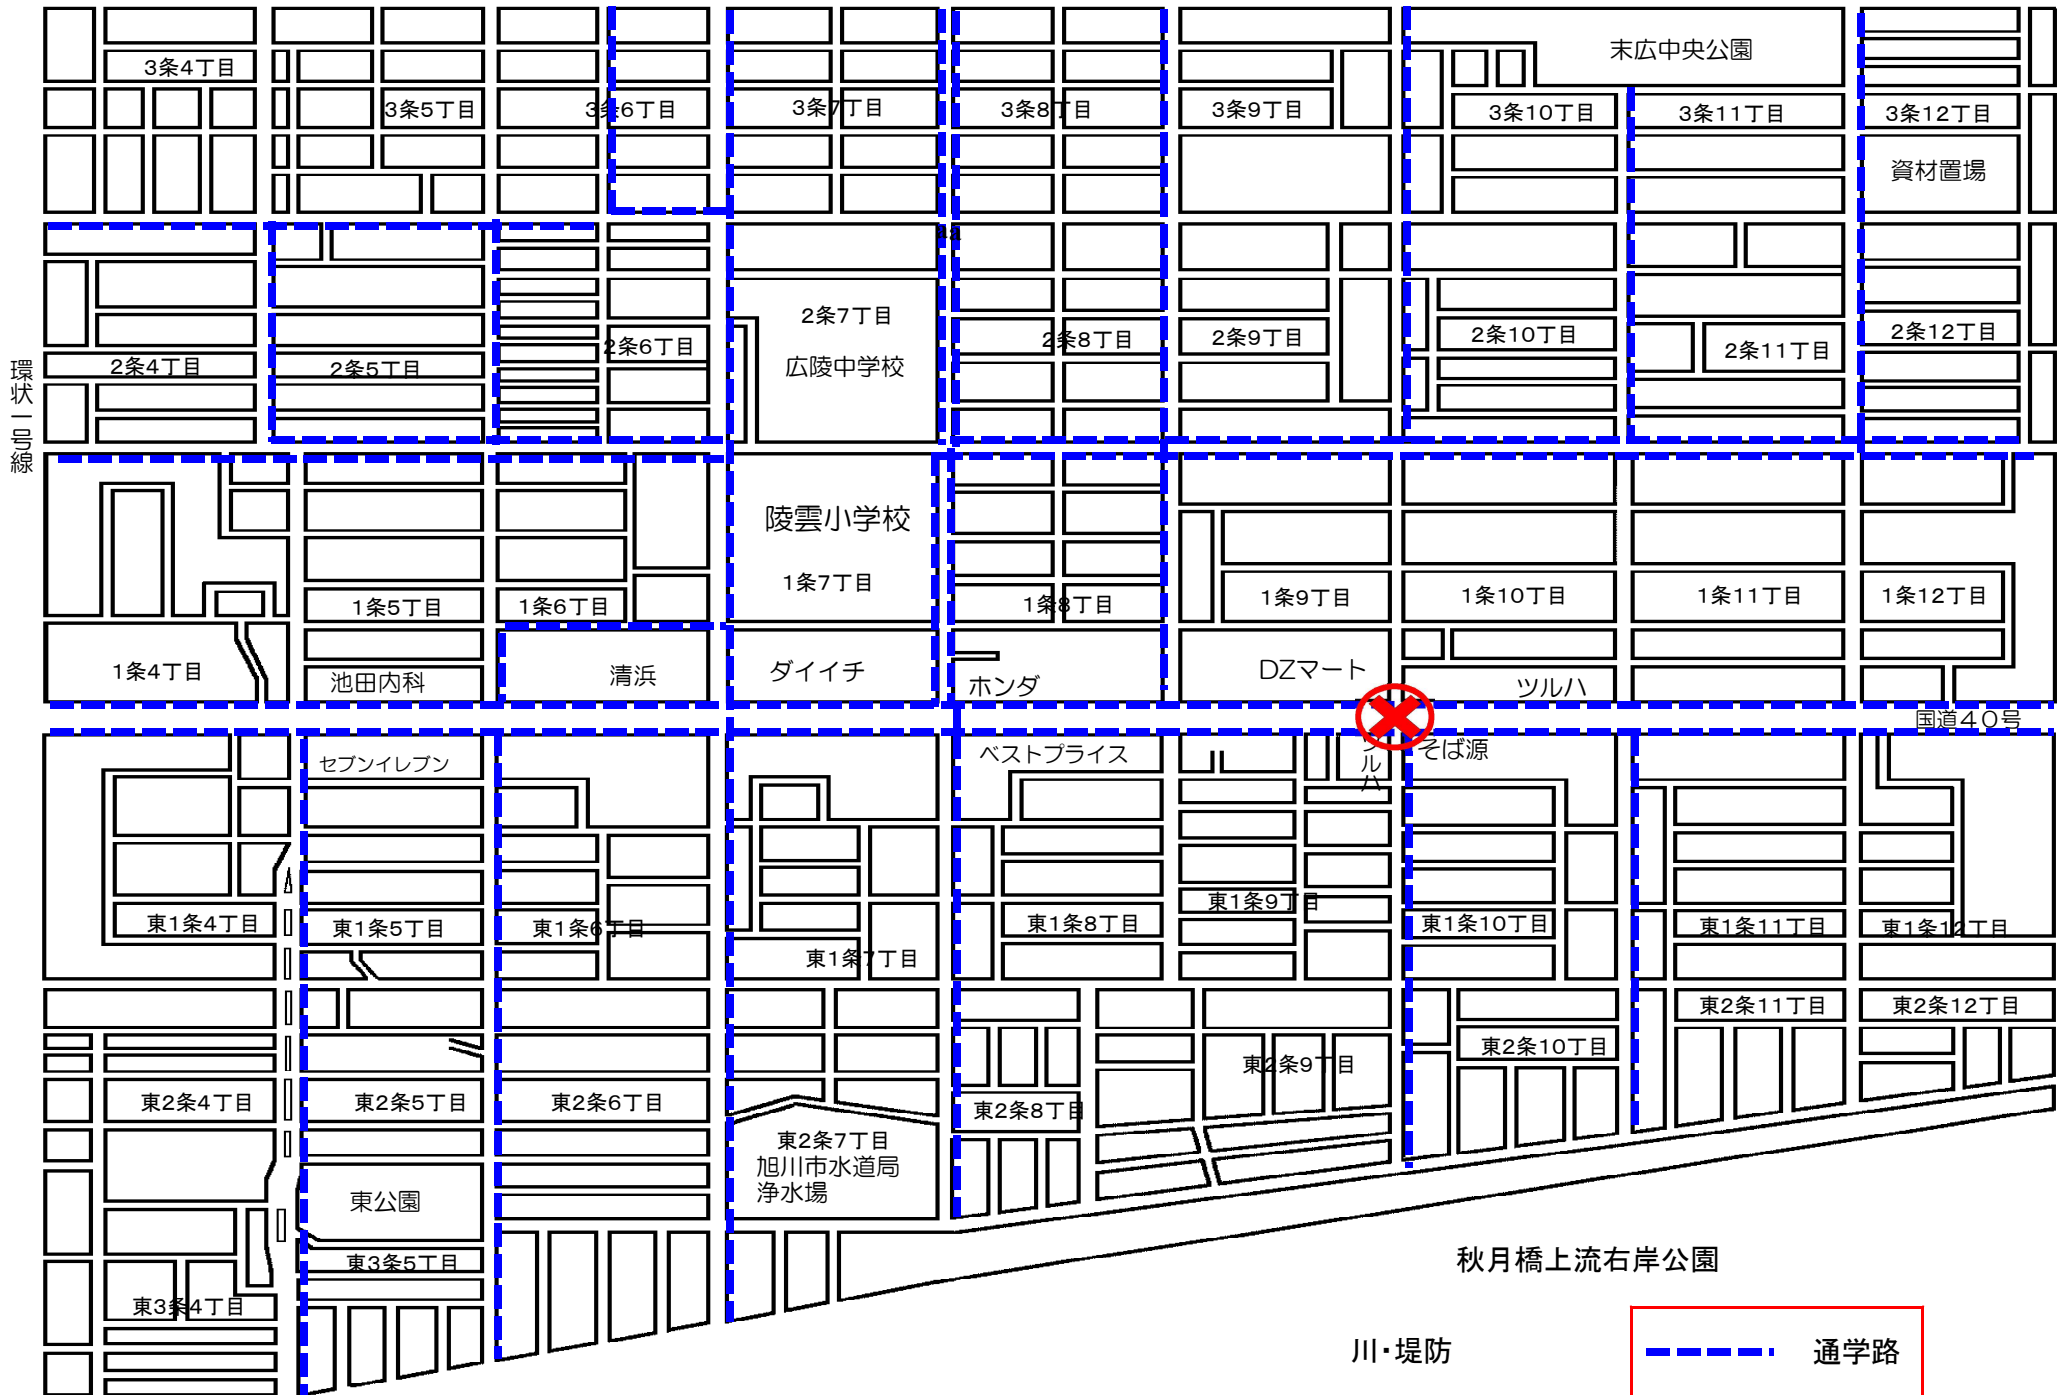 末広中央公園
3条4丁目
3条5丁目
3条6丁目
3条7丁目
3条8丁目
3条9丁目
3条10丁目
3条11丁目
3条12丁目
資材置場
2条7丁目
広陵中学校
2条4丁目
2条5丁目
2条6丁目
2条8丁目
2条9丁目
2条10丁目
2条11丁目
2条12丁目
環状一号線
陵雲小学校
1条7丁目
1条5丁目
1条6丁目
1条8丁目
1条9丁目
1条10丁目
1条11丁目
1条12丁目
1条4丁目
池田内科
清浜
ダイイチ
ホンダ
DZマート
ツルハ
国道40号
セブンイレブン
ベストプライス
ツルハ
そば源
東1条4丁目
東1条5丁目
東1条6丁目
東1条7丁目
東1条8丁目
東1条9丁目
東1条10丁目
東1条11丁目
東1条12丁目
東2条11丁目
東2条12丁目
東2条10丁目
東2条9丁目
東2条4丁目
東2条5丁目
東2条6丁目
東2条8丁目
東2条7丁目
旭川市水道局
浄水場
東公園
東3条5丁目
東3条4丁目
秋月橋上流右岸公園
川・堤防
通学路